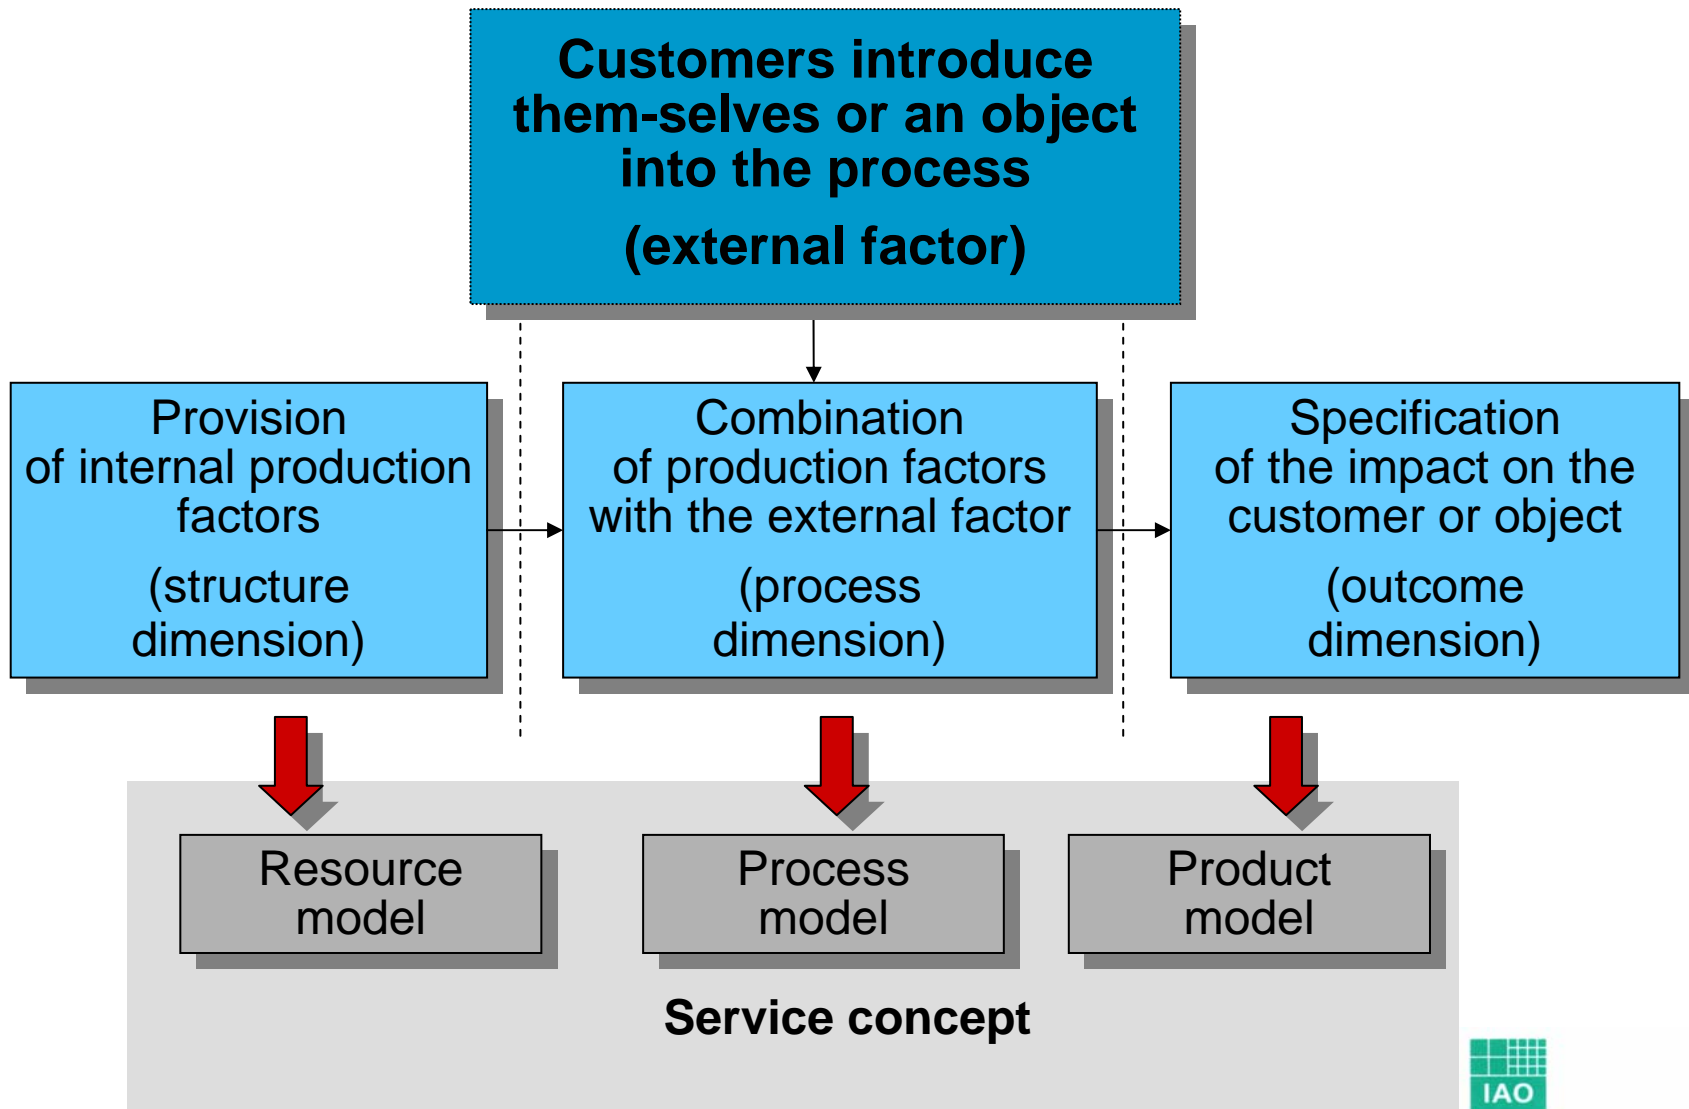 Customers introduce
them-selves or an object
into the process
(external factor)
Provision
of internal production
factors
(structure
dimension)
Combination
of production factors
with the external factor
(process
dimension)
Specification
of the impact on the
customer or object
(outcome
dimension)
Resource
model
Process
model
Product
model
Service concept
IAO